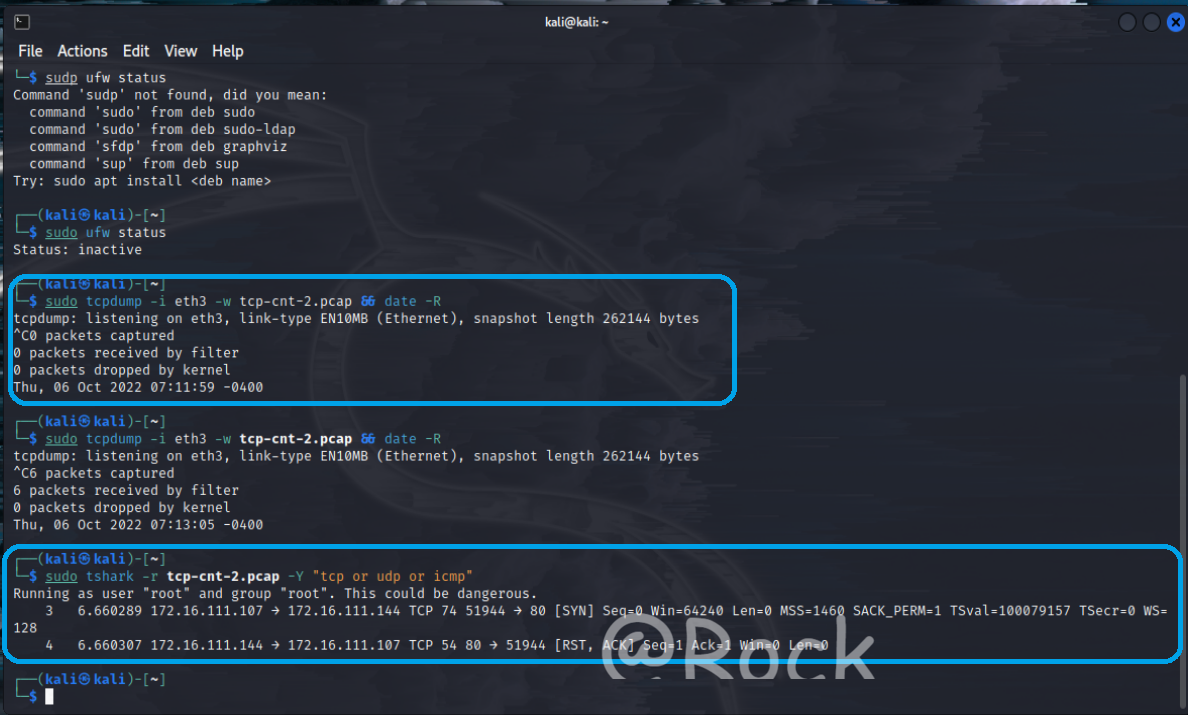 kali@kali: ~
File Actions Edit View Help
└─$ sudp ufw status
Command 'sudp' not found, did you mean:
  command 'sudo' from deb sudo
  command 'sudo' from deb sudo-ldap
  command 'sfdp' from deb graphviz
  command 'sup' from deb sup
Try: sudo apt install <deb name>
┌──(kali㉿kali)-[~]
└─$ sudo ufw status
Status: inactive
┌──(kali㉿kali)-[~]
└─$ sudo tcpdump -i eth3 -w tcp-cnt-2.pcap && date -R
tcpdump: listening on eth3, link-type EN10MB (Ethernet), snapshot length 262144 bytes
^C0 packets captured
0 packets received by filter
0 packets dropped by kernel
Thu, 06 Oct 2022 07:11:59 -0400
┌──(kali㉿kali)-[~]
└─$ sudo tcpdump -i eth3 -w tcp-cnt-2.pcap && date -R
tcpdump: listening on eth3, link-type EN10MB (Ethernet), snapshot length 262144 bytes
^C6 packets captured
6 packets received by filter
0 packets dropped by kernel
Thu, 06 Oct 2022 07:13:05 -0400
┌──(kali㉿kali)-[~]
└─$ sudo tshark -r tcp-cnt-2.pcap -Y "tcp or udp or icmp"
Running as user "root" and group "root". This could be dangerous.
    3   6.660289 172.16.111.107 → 172.16.111.144 TCP 74 51944 → 80 [SYN] Seq=0 Win=64240 Len=0 MSS=1460 SACK_PERM=1 TSval=100079157 TSecr=0 WS=
128
    4   6.660307 172.16.111.144 → 172.16.111.107 TCP 54 80 → 51944 [RST, ACK] Seq=1 Ack=1 Win=0 Len=0
@Rock
┌──(kali㉿kali)-[~]
└─$